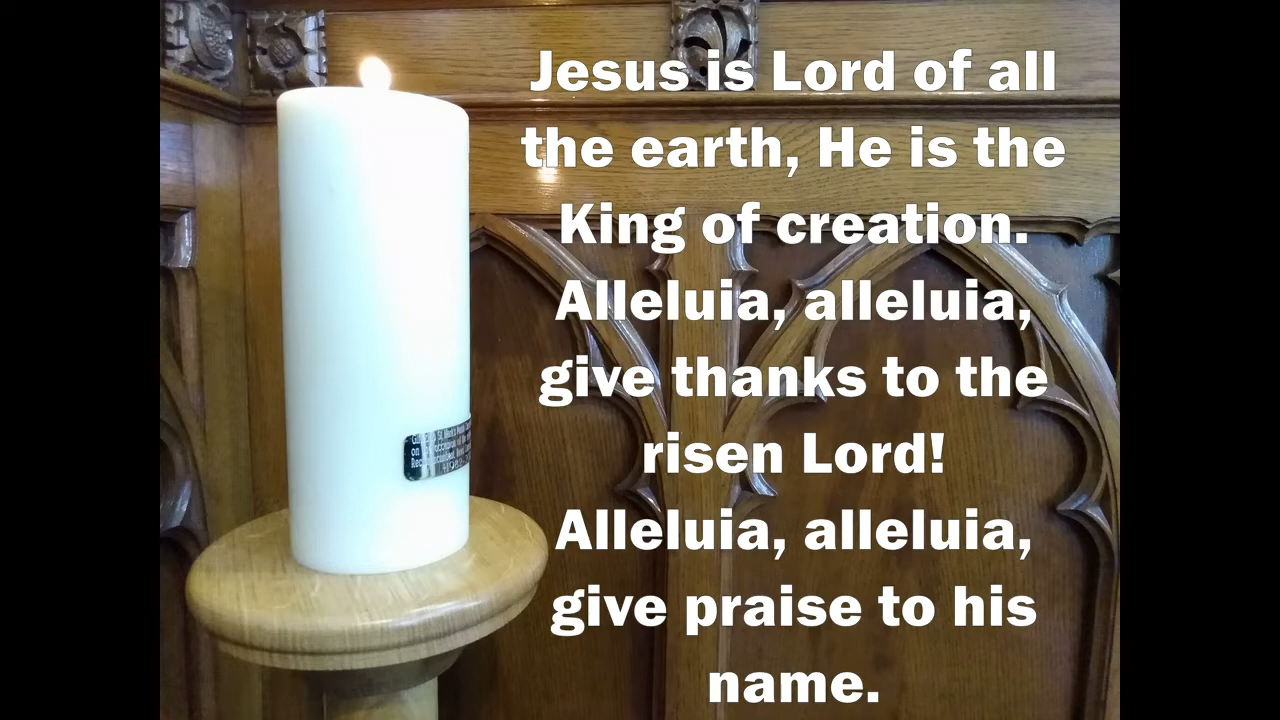 Jesus is Lord of all
the earth, He is the
King of creation.
Alleluia, alleluia,
give thanks to the
risen Lord!
Alleluia, alleluia,
give praise to his
name.
on